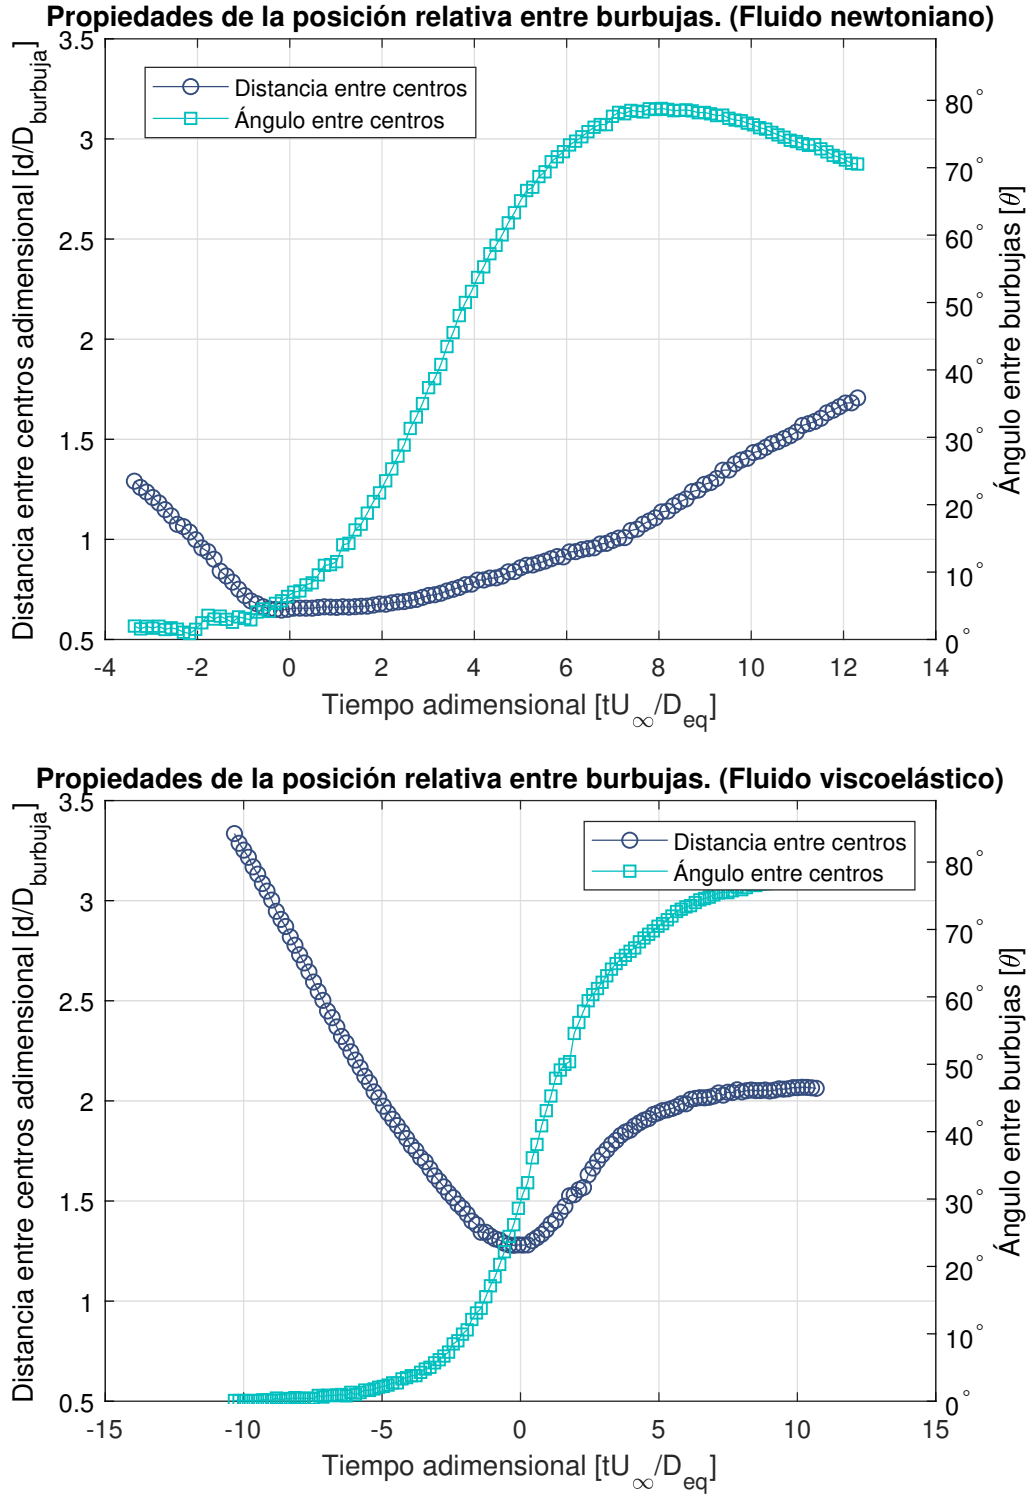 Propiedades de la posición relativa entre burbujas. (Fluido newtoniano)
Distancia entre centros adimensional [d/D_burbuja]
3.5
3
2.5
2
1.5
1
0.5
Distancia entre centros
Ángulo entre centros
80°
70°
60°
50°
40°
30°
20°
10°
0°
Ángulo entre burbujas [θ]
-4 -2 0 2 4 6 8 10 12 14
Tiempo adimensional [tU_∞/D_eq]
Propiedades de la posición relativa entre burbujas. (Fluido viscoelástico)
Distancia entre centros adimensional [d/D_burbuja]
3.5
3
2.5
2
1.5
1
0.5
Distancia entre centros
Ángulo entre centros
80°
70°
60°
50°
40°
30°
20°
10°
0°
Ángulo entre burbujas [θ]
-15 -10 -5 0 5 10 15
Tiempo adimensional [tU_∞/D_eq]